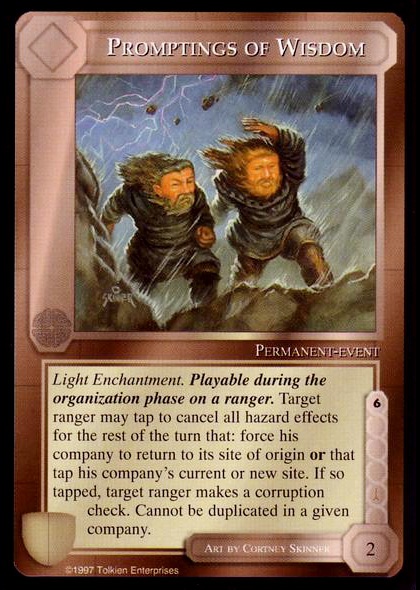 PROMPTINGS OF WISDOM
SKINNER
PERMANENT-EVENT
Light Enchantment. Playable during the
organization phase on a ranger. Target
ranger may tap to cancel all hazard effects
for the rest of the turn that: force his
company to return to its site of origin or that
tap his company's current or new site. If so
tapped, target ranger makes a corruption
check. Cannot be duplicated in a given
company.
6
ART BY CORTNEY SKINNER
2
©1997 Tolkien Enterprises